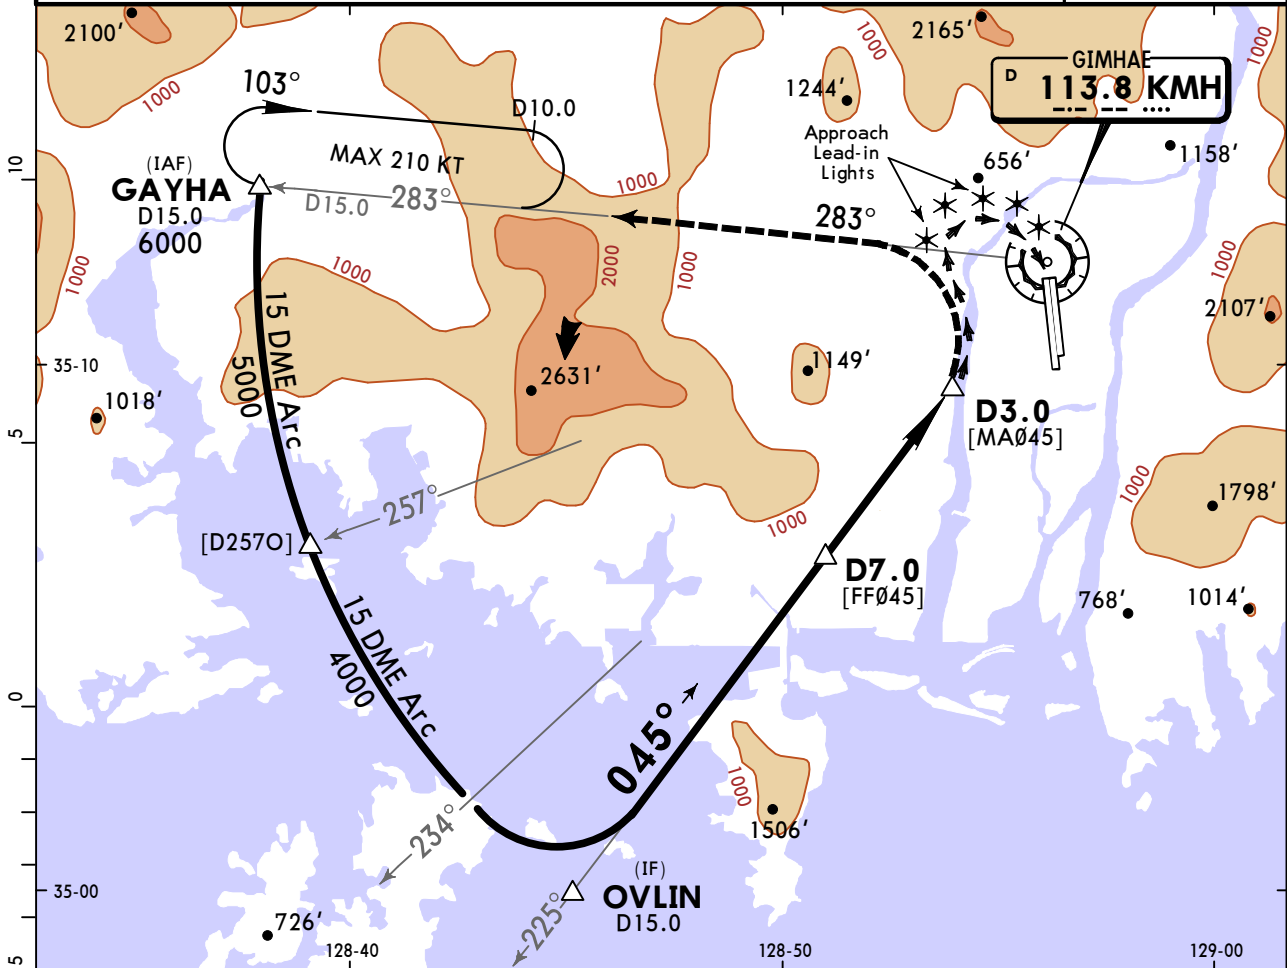 2100’
1000
103°
D10.0
MAX 210 KT
(IAF)
GAYHA
D15.0
6000
D15.0
283°
1000
1244’
1000
2165’
GIMHAE
D
113.8 KMH
1000
Approach
Lead-in
Lights
656’
1158’
283°
10
1000
1000
2000
1000
1000
2107’
15 DME Arc
5000
35-10
2631’
1149’
1018’
D3.0
[MAØ045]
5
257°
1000
1000
1798’
[D257O]
D7.0
[FFØ45]
768’
1014’
15 DME Arc
4000
0
045°
1000
1506’
234°
(IF)
OVLIN
D15.0
35-00
225°
726’
5
128-40
128-50
129-00